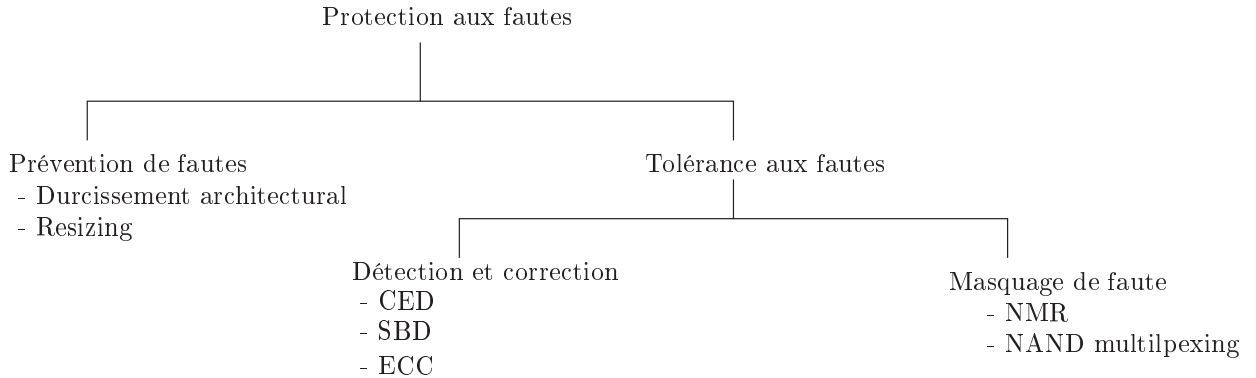 Protection aux fautes
Prévention de fautes
- Durcissement architectural
- Resizing
Tolérance aux fautes
Détection et correction
- CED
- SBD
- ECC
Masquage de faute
- NMR
- NAND multilpexing